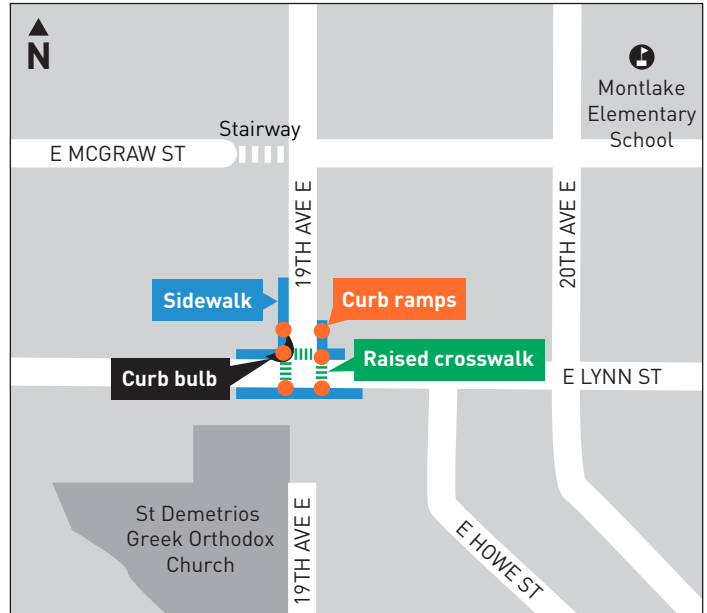 N
Montlake
Elementary
School
Stairway
E MCGRAW ST
19TH AVE E
20TH AVE E
Sidewalk
Curb ramps
Curb bulb
Raised crosswalk
E LYNN ST
St Demetrios
Greek Orthodox
Church
19TH AVE E
E HOWE ST